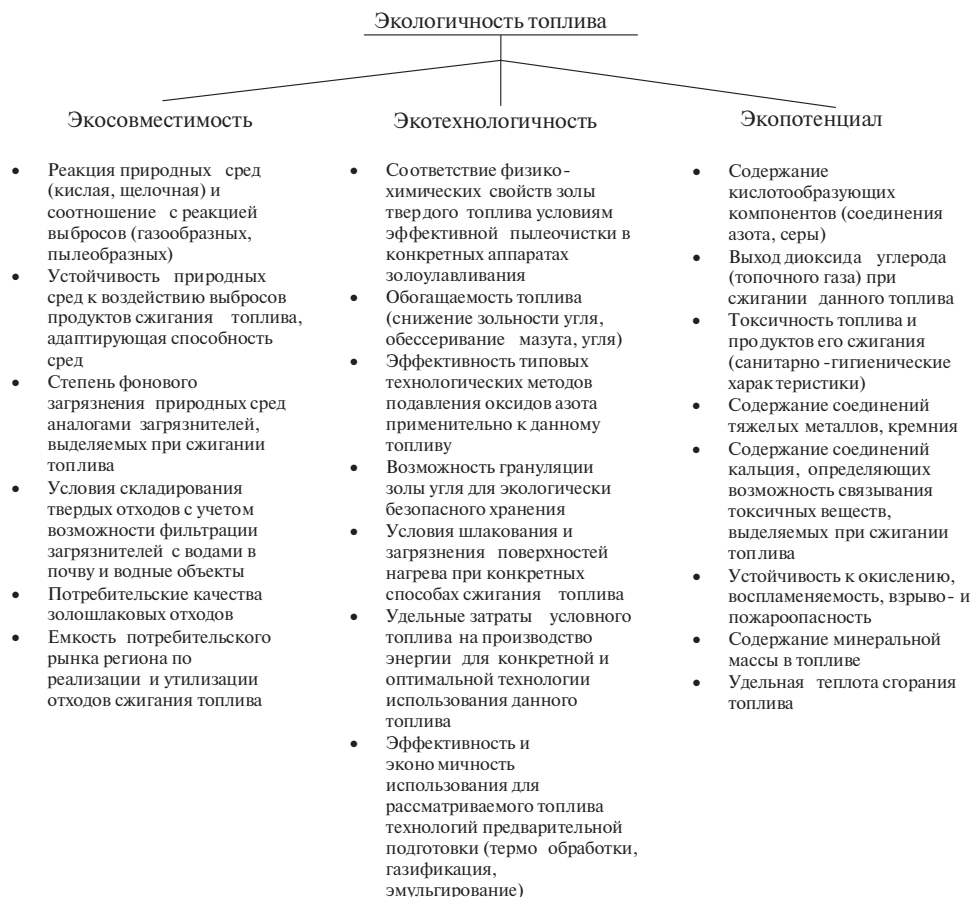 Экологичность топлива
Экосовместимость
• Реакция природных сред
(кислая, щелочная) и
соотношение с реакцией
выбросов (газообразных,
пылеобразных)
• Устойчивость природных
сред к воздействию выбросов
продуктов сжигания топлива,
адаптирующая способность
сред
• Степень фонового
загрязнения природных сред
аналогами загрязнителей,
выделяемых при сжигании
топлива
• Условия складирования
твердых отходов с учетом
возможности фильтрации
загрязнителей с водами в
почву и водные объекты
• Потребительские качества
золошлаковых отходов
• Емкость потребительского
рынка региона по
реализации и утилизации
отходов сжигания топлива
Экотехнологичность
• Соответствие физико-
химических свойств золы
твердого топлива условиям
эффективной пылеочистки в
конкретных аппаратах
золоулавливания
• Обогащаемость топлива
(снижение зольности угля,
обессеривание мазута, угля)
• Эффективность типовых
технологических методов
подавления оксидов азота
применительно к данному
топливу
• Возможность грануляции
золы угля для экологически
безопасного хранения
• Условия шлакования и
загрязнения поверхностей
нагрева при конкретных
способах сжигания топлива
• Удельные затраты условного
топлива на производство
энергии для конкретной и
оптимальной технологии
использования данного
топлива
• Эффективность и
экономичность
использования для
рассматриваемого топлива
технологий предварительной
подготовки (термо обработки,
газификация,
эмульгирование)
Экопотенциал
• Содержание
кислотообразующих
компонентов (соединения
азота, серы)
• Выход диоксида углерода
(топочного газа) при
сжигании данного топлива
• Токсичность топлива и
продуктов его сжигания
(санитарно-гигиенические
характеристики)
• Содержание соединений
тяжелых металлов, кремния
• Содержание соединений
кальция, определяющих
возможность связывания
токсичных веществ,
выделяемых при сжигании
топлива
• Устойчивость к окислению,
воспламеняемость, взрыво- и
пожароопасность
• Содержание минеральной
массы в топливе
• Удельная теплота сгорания
топлива